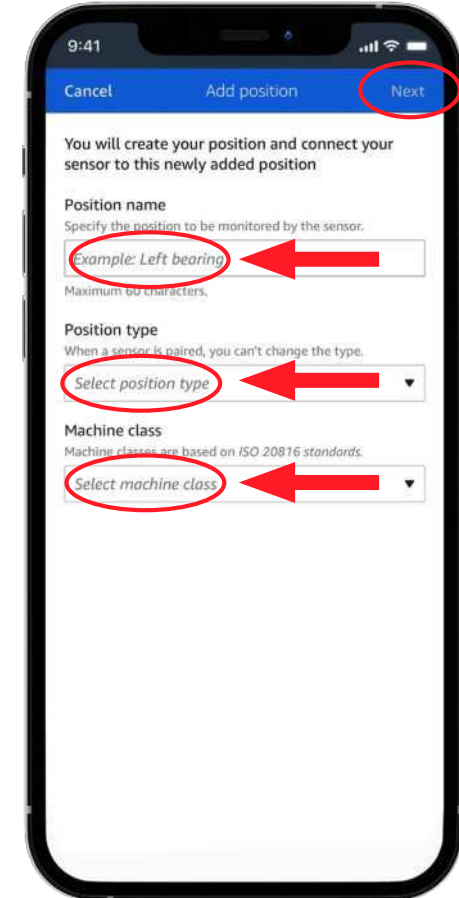 9:41
Cancel Add position Next
You will create your position and connect your
sensor to this newly added position
Position name
Specify the position to be monitored by the sensor.
Example: Left bearing
Maximum 60 characters.
Position type
When a sensor is paired, you can't change the type.
Select position type
Machine class
Machine classes are based on ISO 20816 standards.
Select machine class